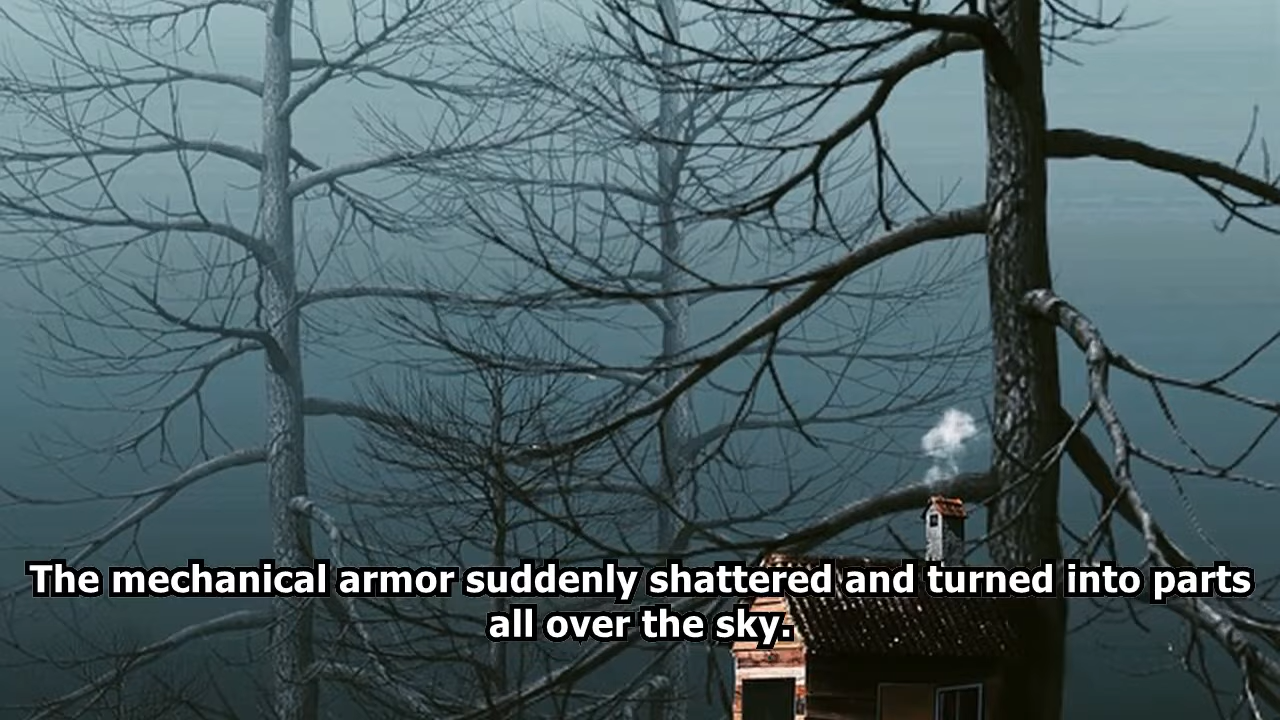 The mechanical armor suddenly shattered and turned into parts
all over the sky.